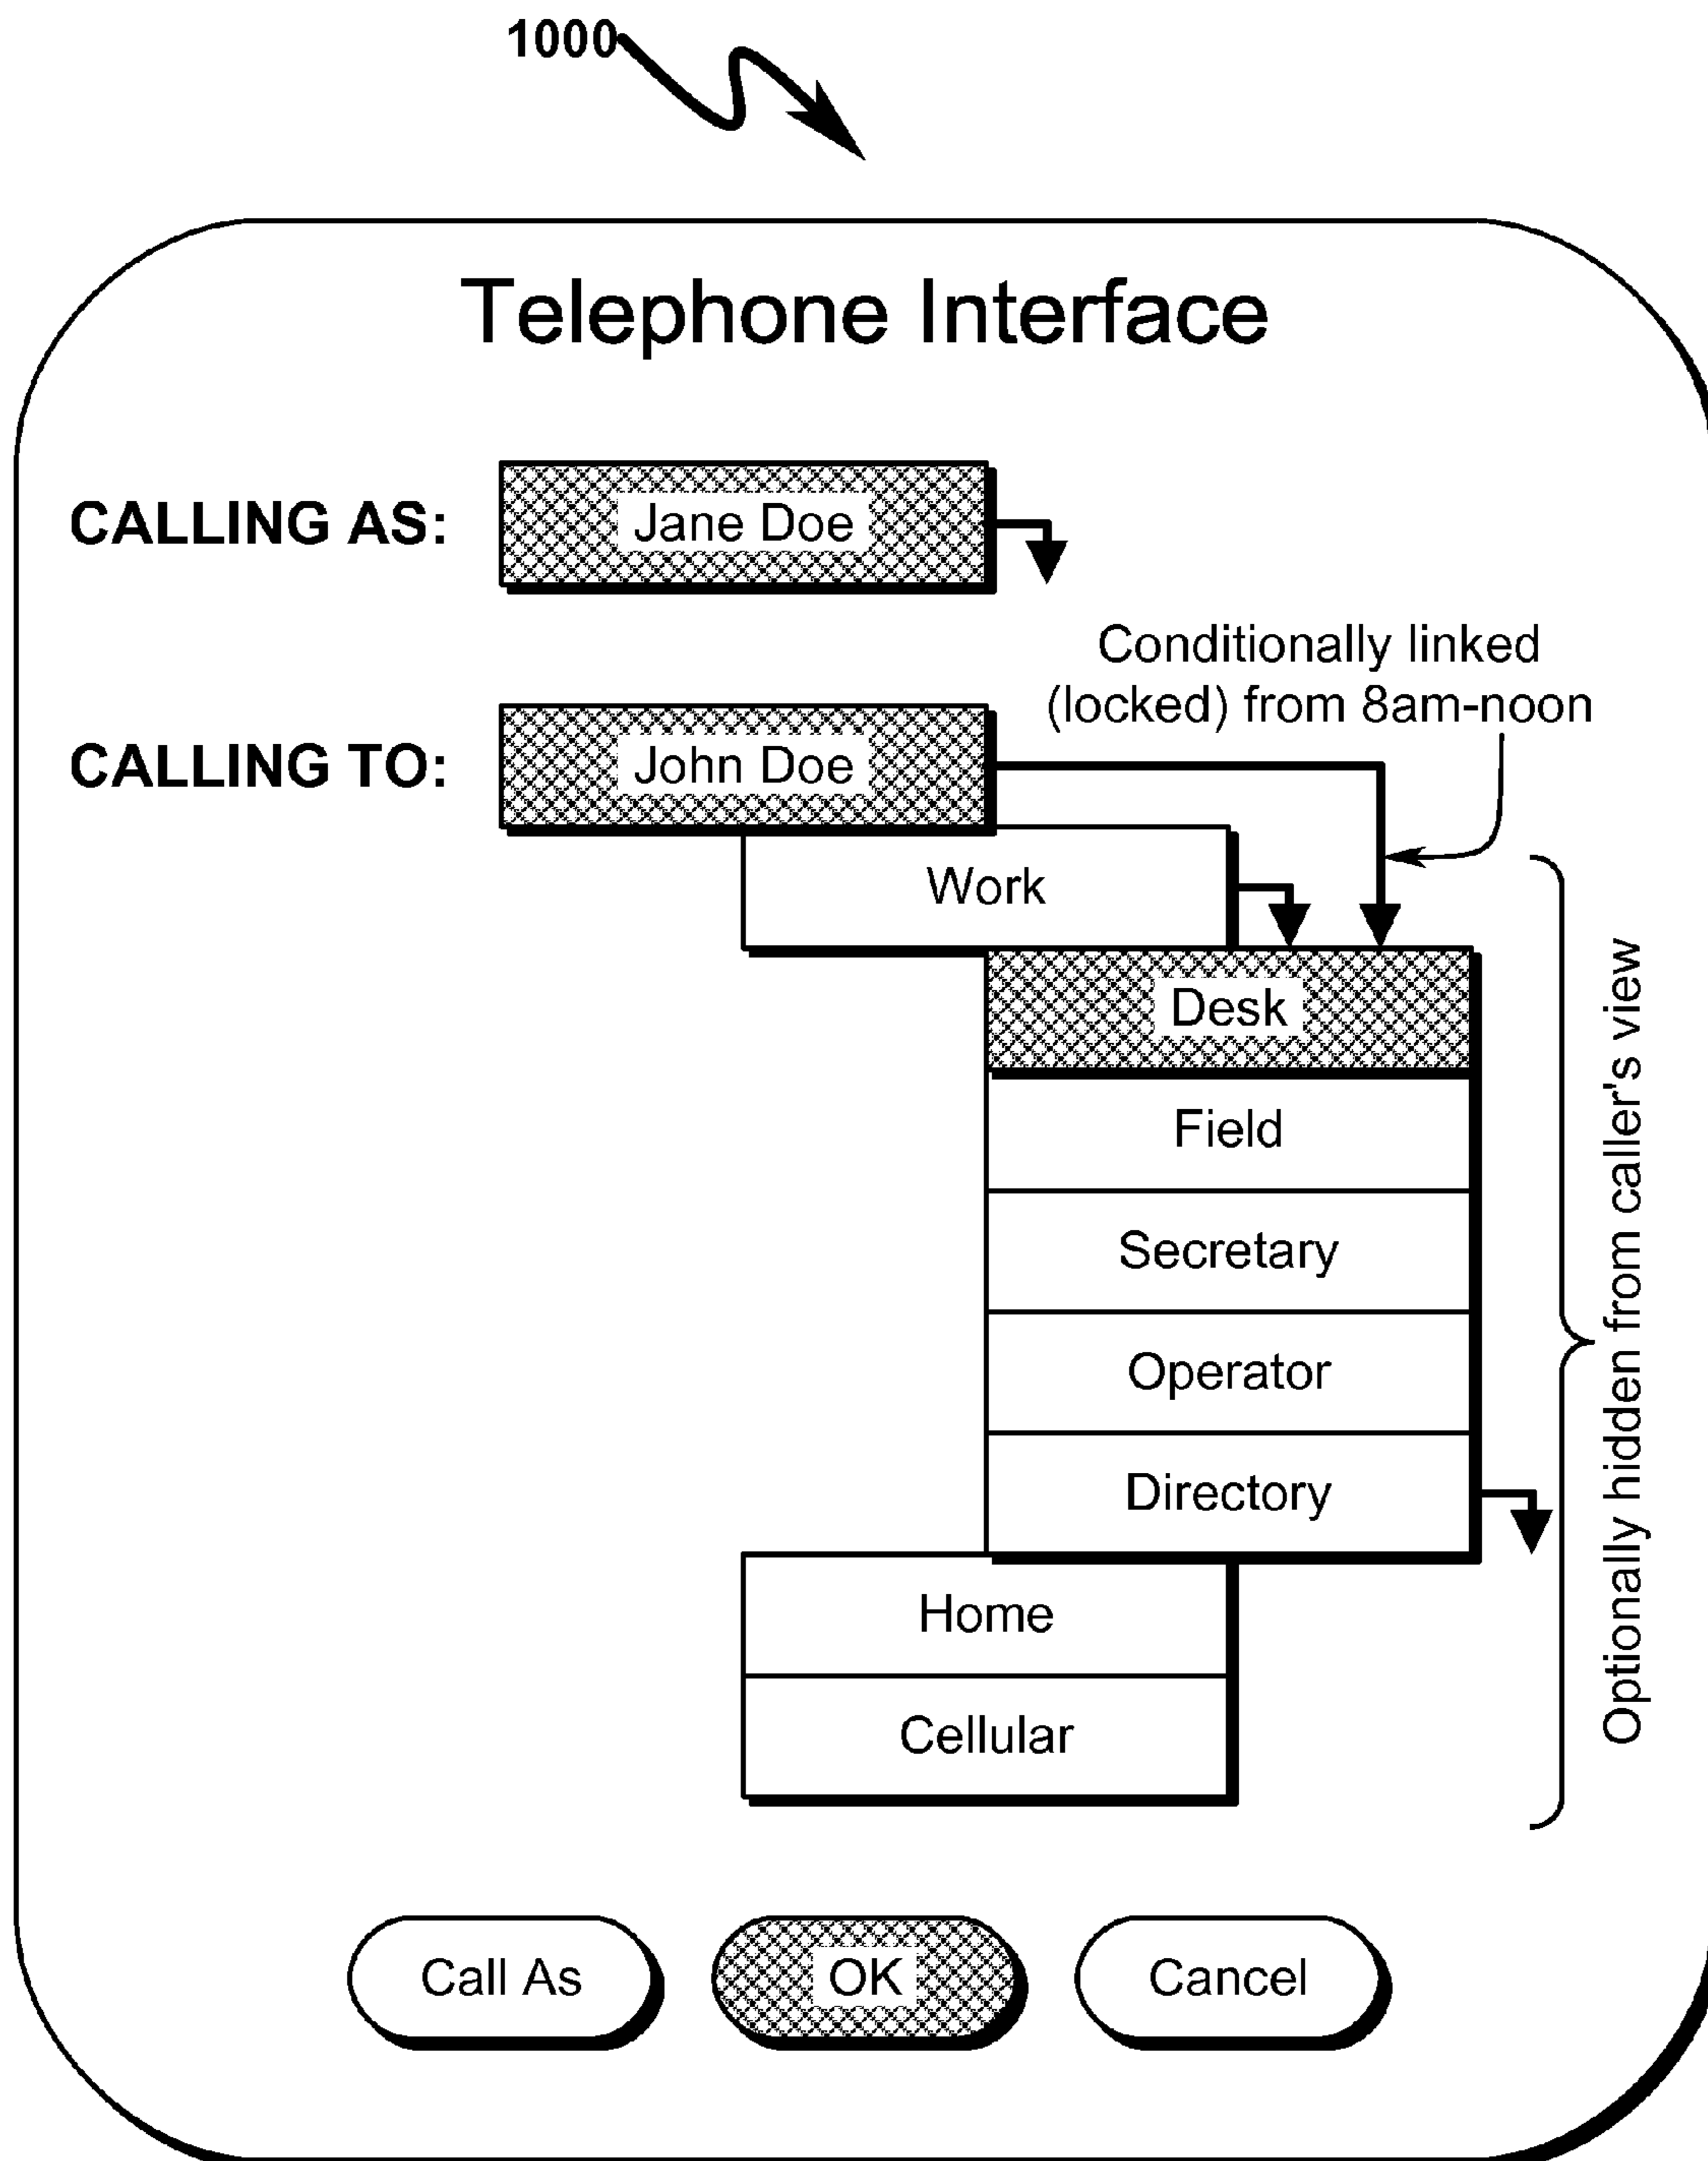 1000
Telephone Interface
CALLING AS:
Jane Doe
Conditionally linked
(locked) from 8am-noon
CALLING TO:
John Doe
Work
Desk
Field
Secretary
Operator
Directory
Home
Cellular
Optionally hidden from caller's view
Call As
OK
Cancel